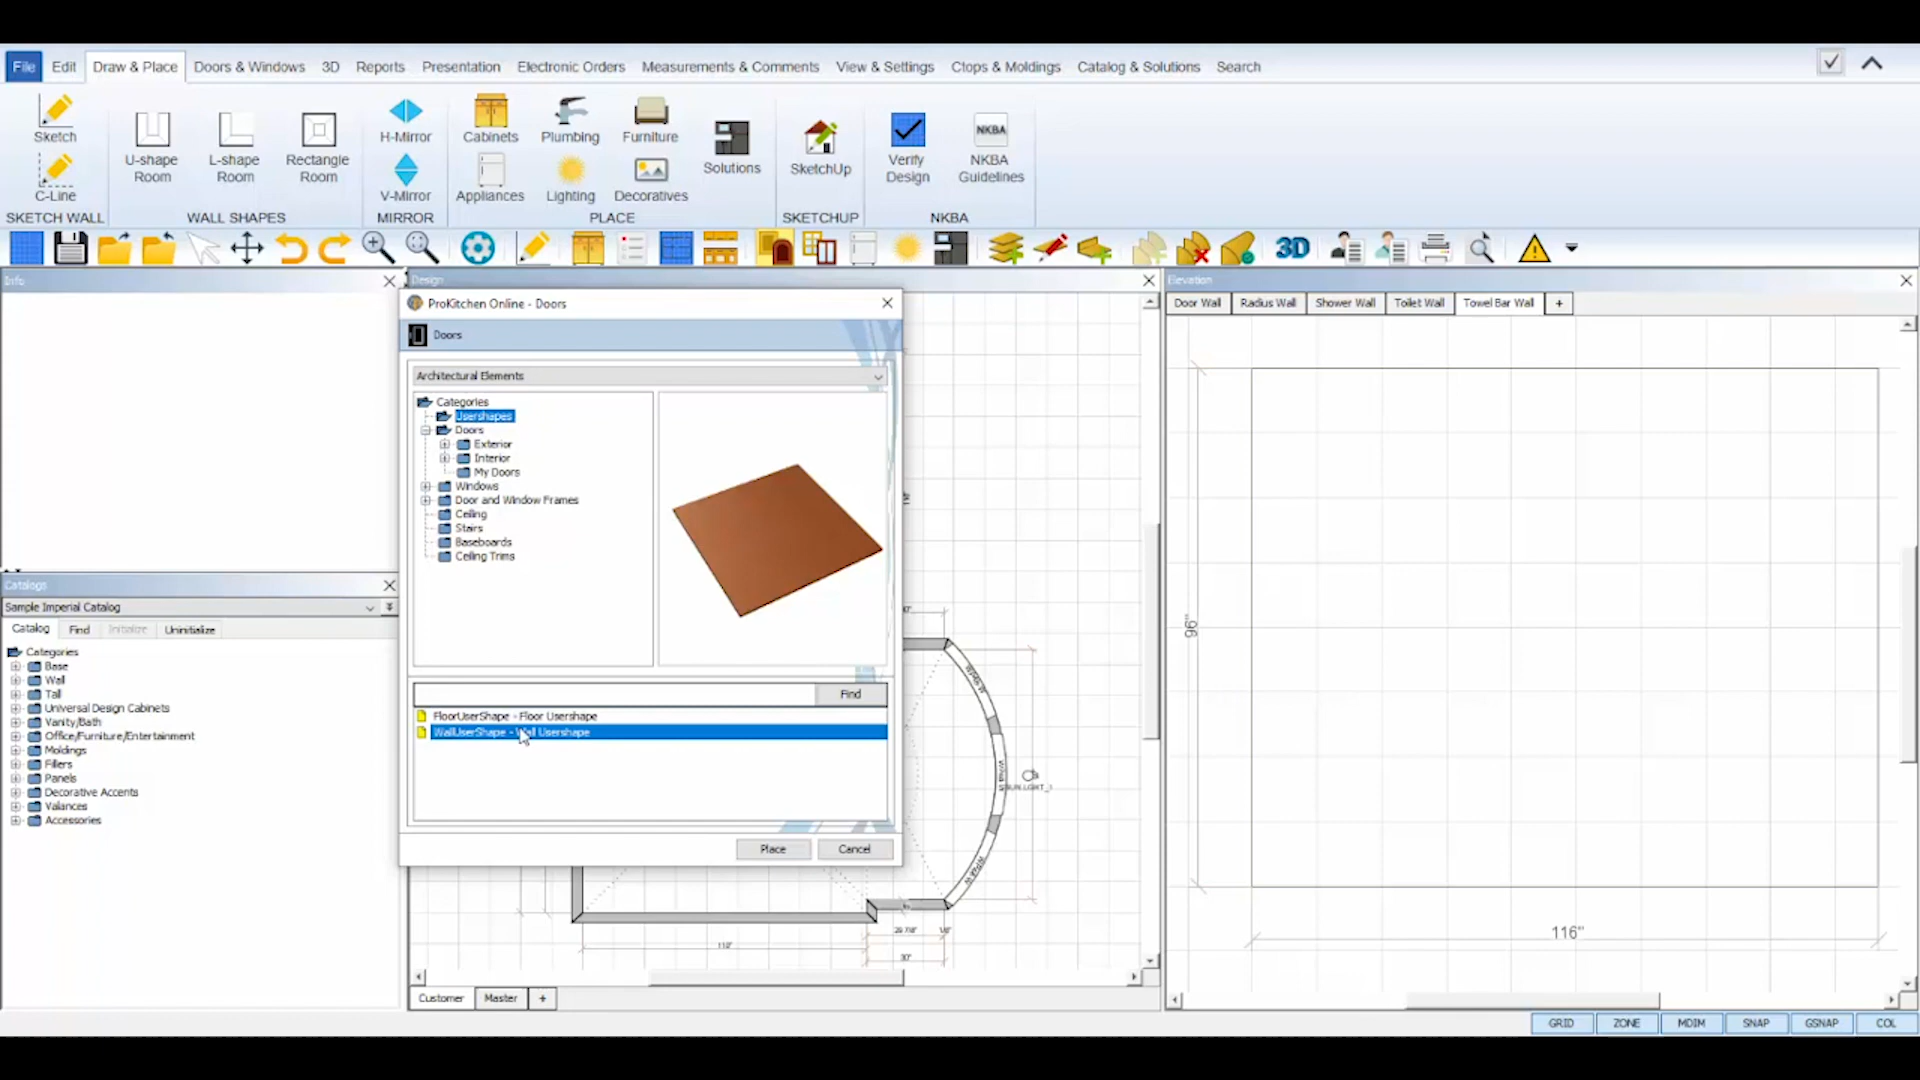 File Edit Draw & Place Doors & Windows 3D Reports Presentation Electronic Orders Measurements & Comments View & Settings Ctops & Moldings Catalog & Solutions Search
Sketch
C-Line
SKETCH WALL
U-shape Room
L-shape Room
Rectangle Room
WALL SHAPES
H-Mirror
V-Mirror
MIRROR
Cabinets Plumbing Furniture
Appliances Lighting Decoratives
Solutions
PLACE
SketchUp
SKETCHUP
Verify Design
NKBA
NKBA Guidelines
NKBA
3D
Info
Design
Elevation
Door Wall Radius Wall Shower Wall Toilet Wall Towel Bar Wall +
ProKitchen Online - Doors
Doors
Architectural Elements
Categories
Usershapes
Doors
Exterior
Interior
My Doors
Windows
Door and Window Frames
Ceiling
Stairs
Baseboards
Ceiling Trims
Find
FloorUserShape - Floor Usershape
WallUserShape - Wall Usershape
Place Cancel
Catalogs
Sample Imperial Catalog
Catalog Find Initialize Uninitialize
Categories
Base
Wall
Tall
Universal Design Cabinets
Vanity/Bath
Office/Furniture/Entertainment
Moldings
Fillers
Panels
Decorative Accents
Valances
Accessories
30"
Customer Master +
96"
116"
GRID ZONE MDIM SNAP GSNAP COL